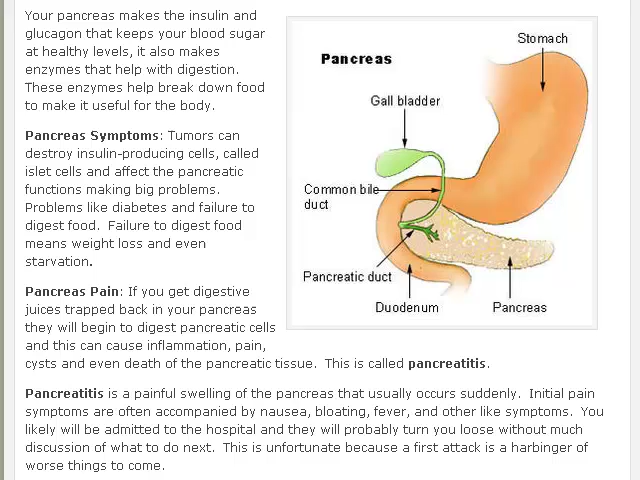 Your pancreas makes the insulin and
glucagon that keeps your blood sugar
at healthy levels, it also makes
enzymes that help with digestion.
These enzymes help break down food
to make it useful for the body.
Pancreas Symptoms: Tumors can
destroy insulin-producing cells, called
islet cells and affect the pancreatic
functions making big problems.
Problems like diabetes and failure to
digest food.  Failure to digest food
means weight loss and even
starvation.
Pancreas Pain: If you get digestive
juices trapped back in your pancreas
they will begin to digest pancreatic cells
and this can cause inflammation, pain,
cysts and even death of the pancreatic tissue.  This is called pancreatitis.
Pancreatitis is a painful swelling of the pancreas that usually occurs suddenly.  Initial pain
symptoms are often accompanied by nausea, bloating, fever, and other like symptoms.  You
likely will be admitted to the hospital and they will probably turn you loose without much
discussion of what to do next.  This is unfortunate because a first attack is a harbinger of
worse things to come.
Pancreas
Stomach
Gall bladder
Common bile
duct
Pancreatic duct
Duodenum
Pancreas